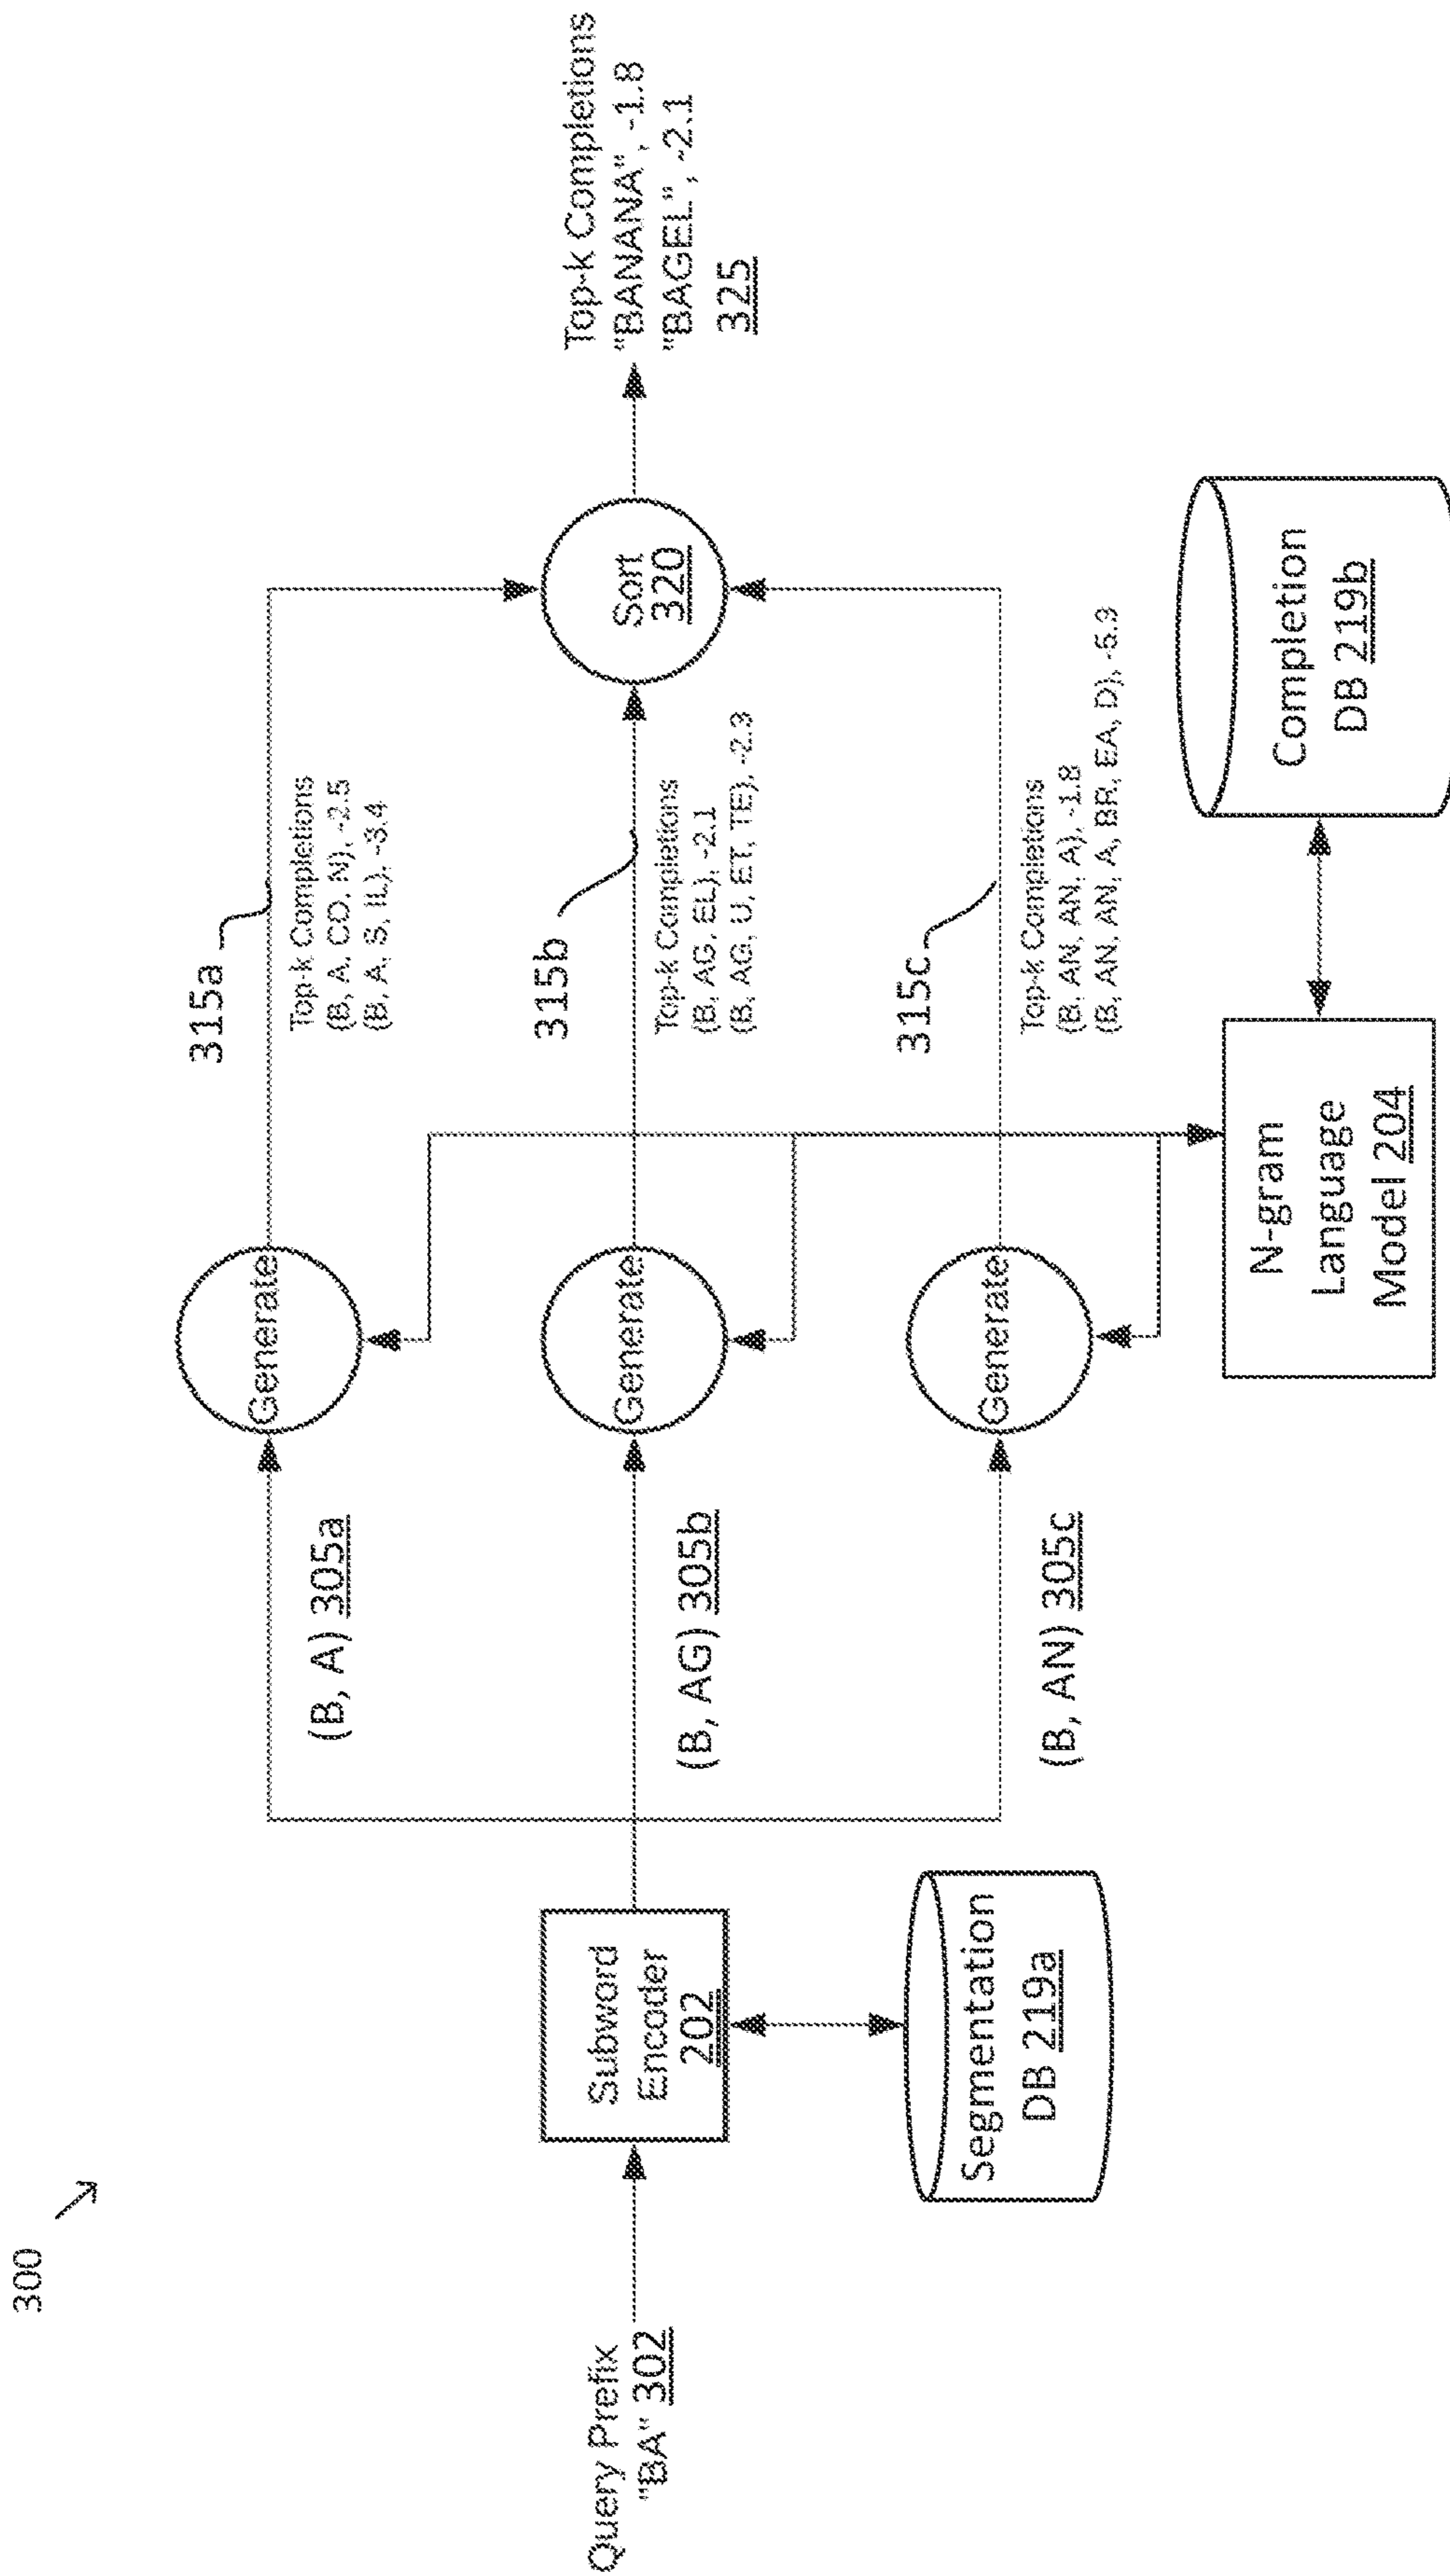 300
Query Prefix
"BA" 302
Subword
Encoder
202
Segmentation
DB 219a
(B, A) 305a
(B, AG) 305b
(B, AN) 305c
Generate
Generate
Generate
N-gram
Language
Model 204
Completion
DB 219b
315a
Top-k Completions
(B, A, CO, N), -2.5
(B, A, S, IL), -3.4
315b
Top-k Completions
(B, AG, EL), -2.1
(B, AG, U, ET, TE), -2.3
315c
Top-k Completions
(B, AN, AN, A), -1.8
(B, AN, AN, A, BR, EA, D), -5.9
Sort
320
Top-k Completions
"BANANA", -1.8
"BAGEL", -2.1
325